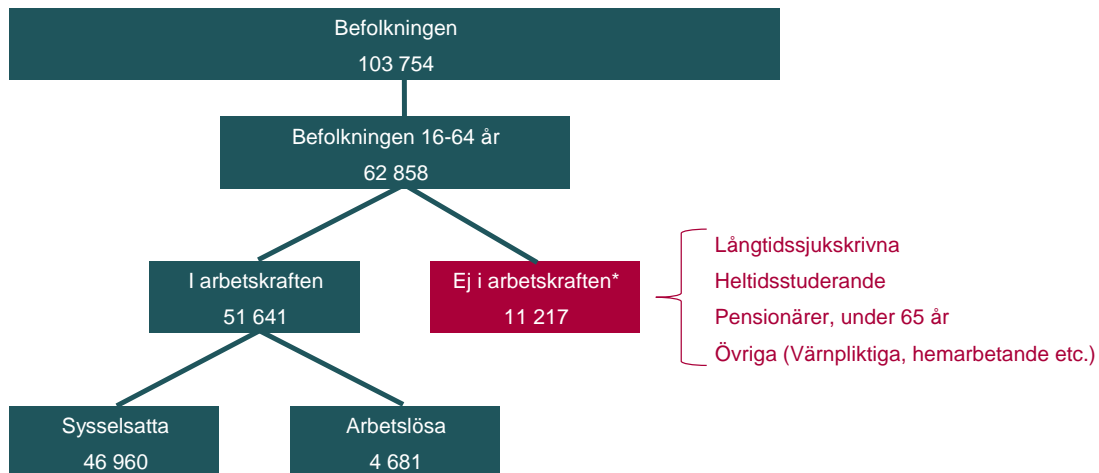 Befolkningen
103 754
Befolkningen 16-64 år
62 858
I arbetskraften
51 641
Ej i arbetskraften*
11 217
Långtidssjukskrivna
Heltidsstuderande
Pensionärer, under 65 år
Övriga (Värnpliktiga, hemarbetande etc.)
Sysselsatta
46 960
Arbetslösa
4 681